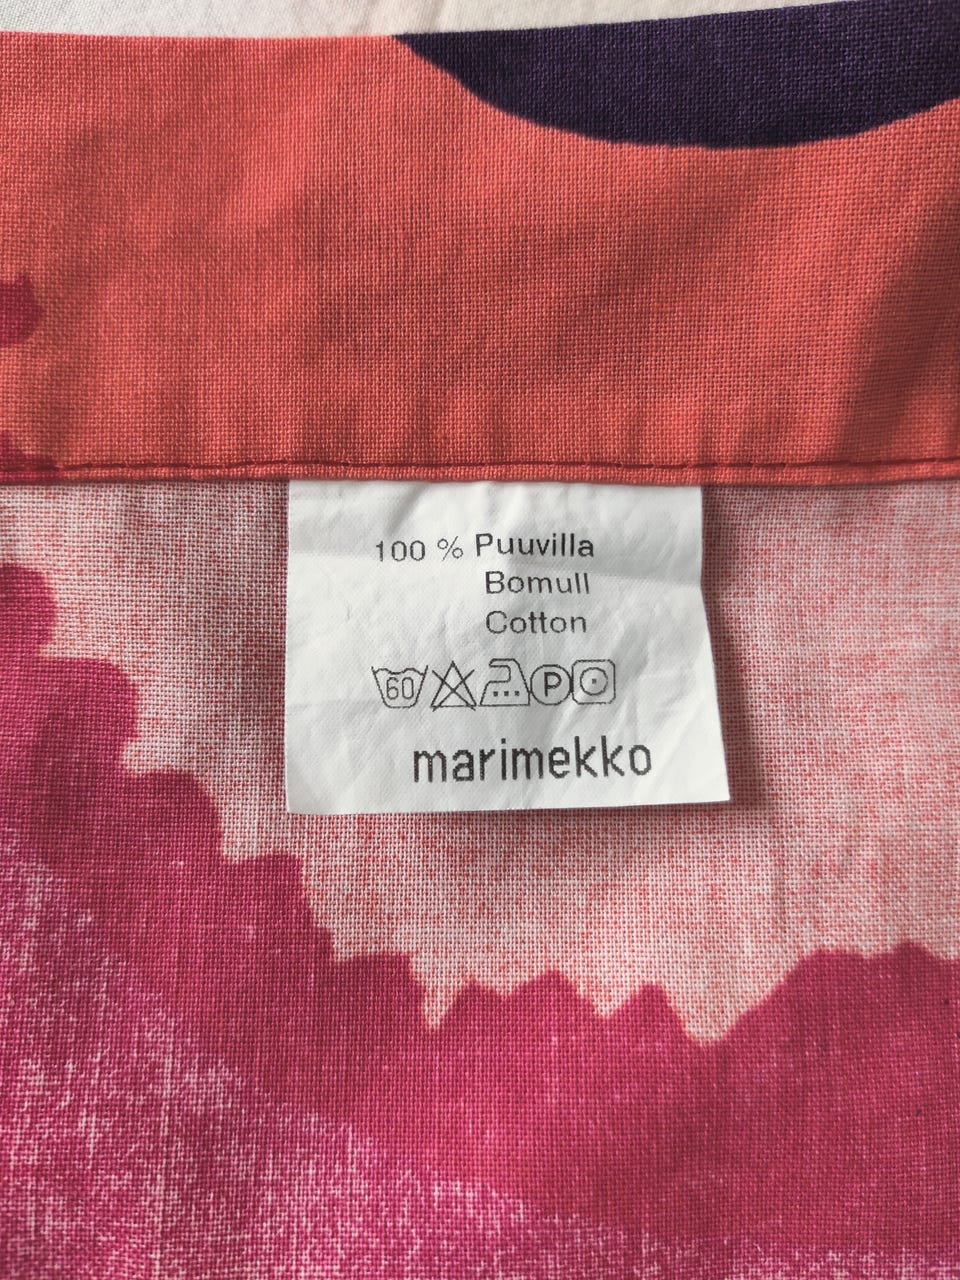 100 % Puuvilla
Bomull
Cotton
60 P
marimekko